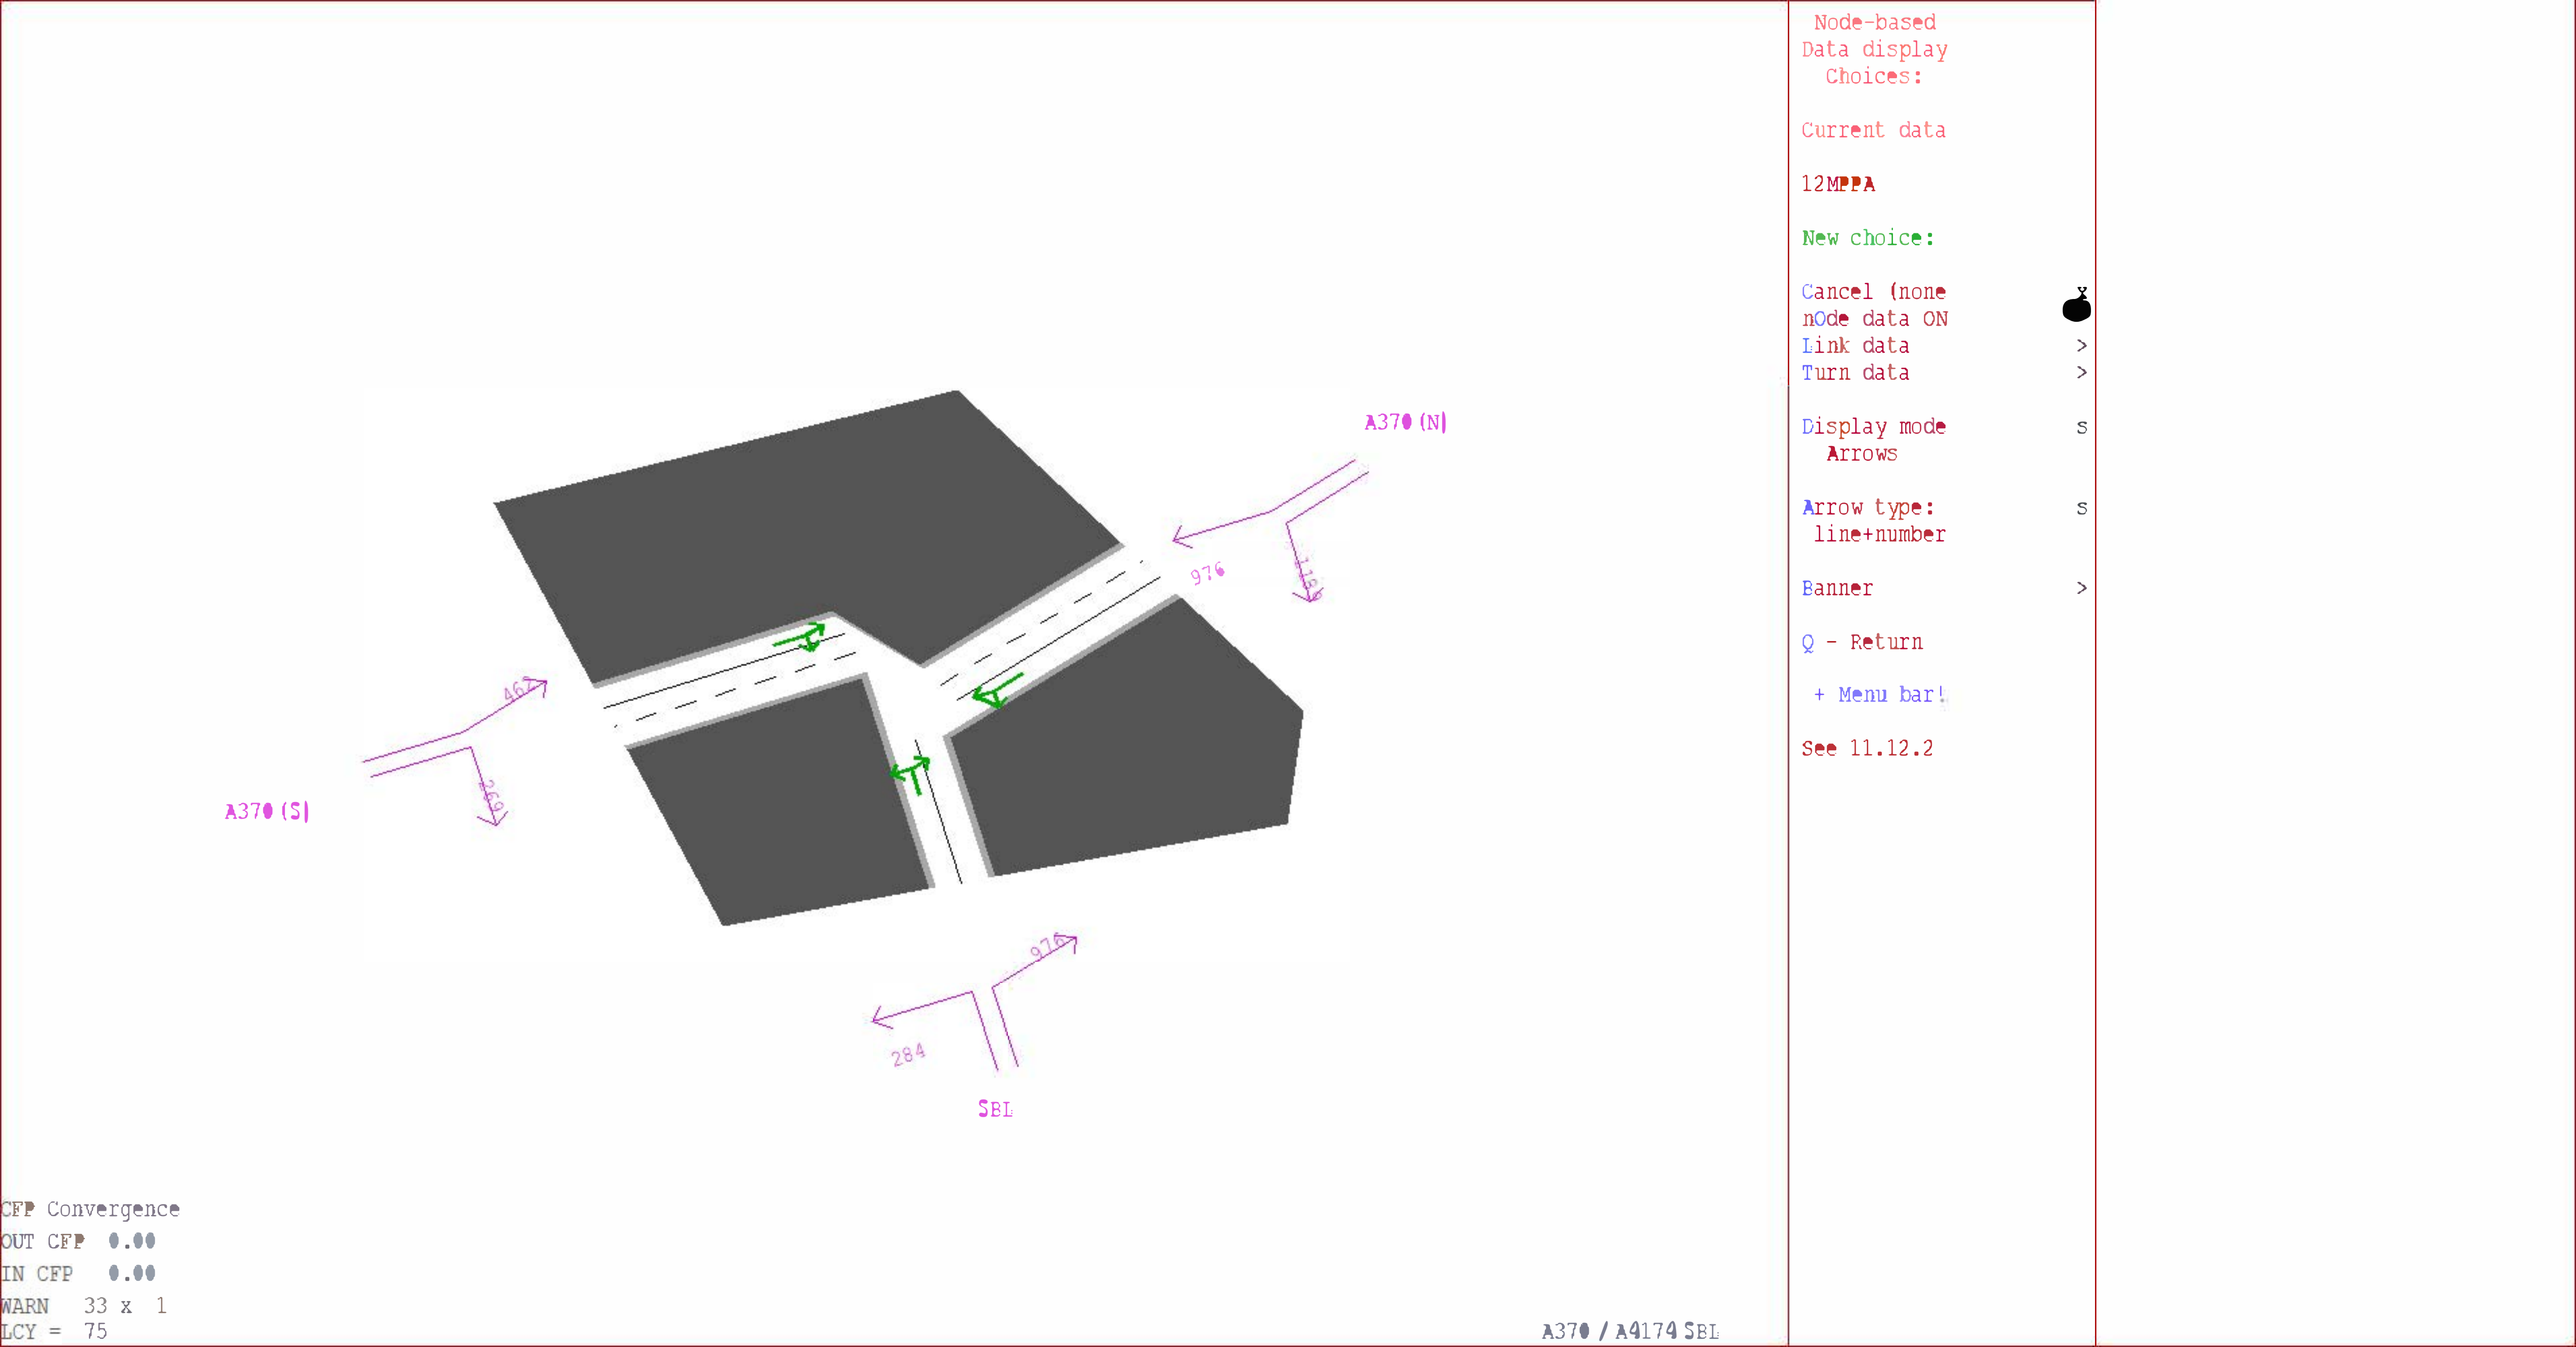 Node-based
Data display
Choices:
Current data
12MPPA
New choice:
Cancel (none x
nOde data ON
Link data >
Turn data >
Display mode s
Arrows
Arrow type: s
line+number
Banner >
Q - Return
+ Menu bar!
See 11.12.2
A370 (N)
976
462
269
A370 (S)
976
284
SBL
CFP Convergence
OUT CFP 0.00
IN CFP 0.00
WARN 33 x 1
LCY = 75
A370 / A4174 SBL